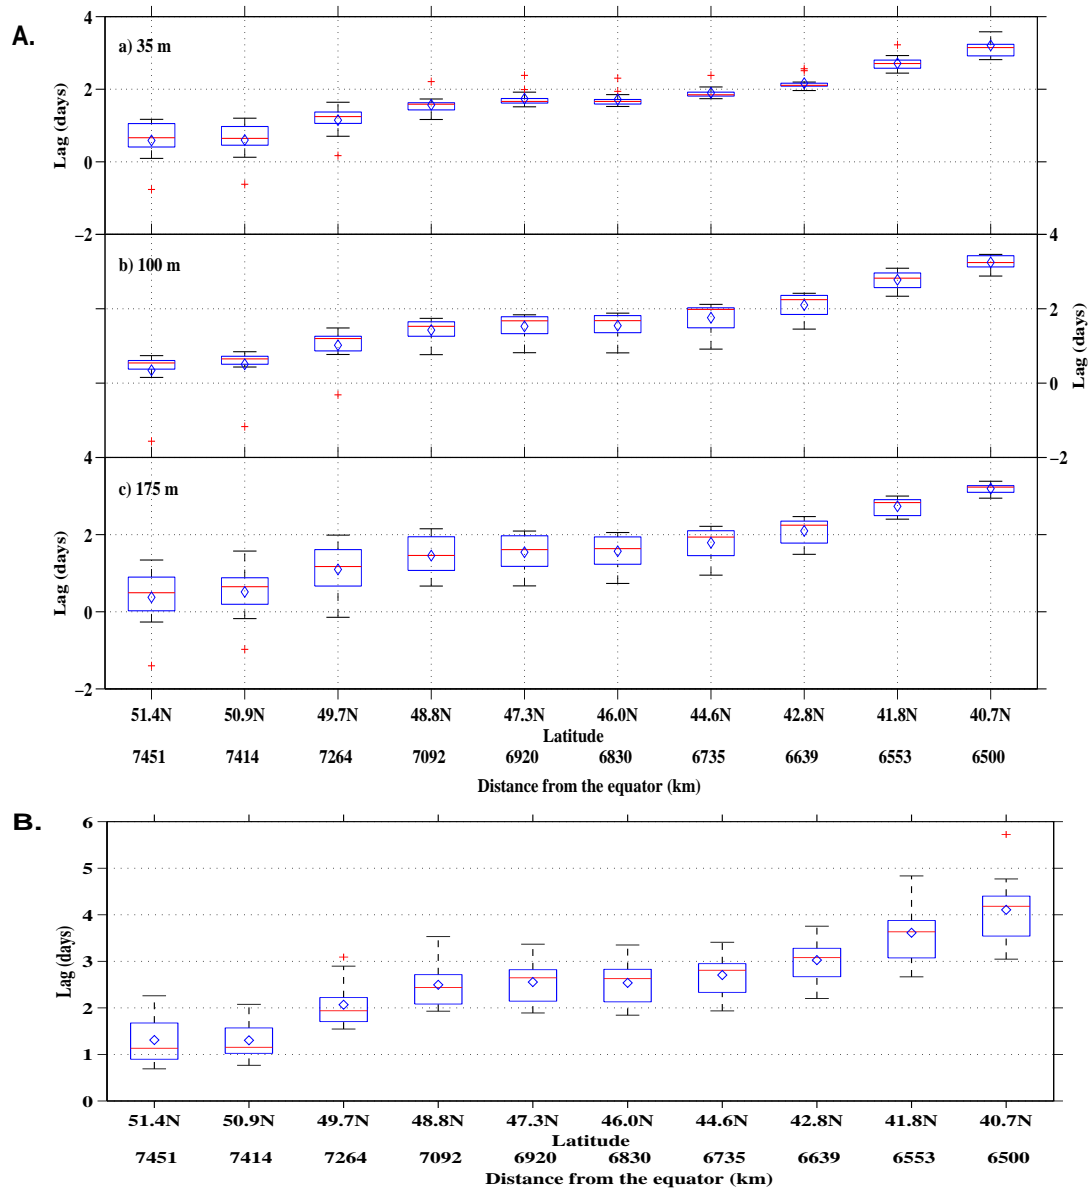 A.
4
a) 35 m
2
Lag (days)
0
−2
4
b) 100 m
2
Lag (days)
0
4
−2
c) 175 m
2
Lag (days)
0
−2
51.4N 50.9N 49.7N 48.8N 47.3N 46.0N 44.6N 42.8N 41.8N 40.7N
Latitude
7451 7414 7264 7092 6920 6830 6735 6639 6553 6500
Distance from the equator (km)
B.
6
5
4
3
Lag (days)
2
1
0
51.4N 50.9N 49.7N 48.8N 47.3N 46.0N 44.6N 42.8N 41.8N 40.7N
Latitude
7451 7414 7264 7092 6920 6830 6735 6639 6553 6500
Distance from the equator (km)